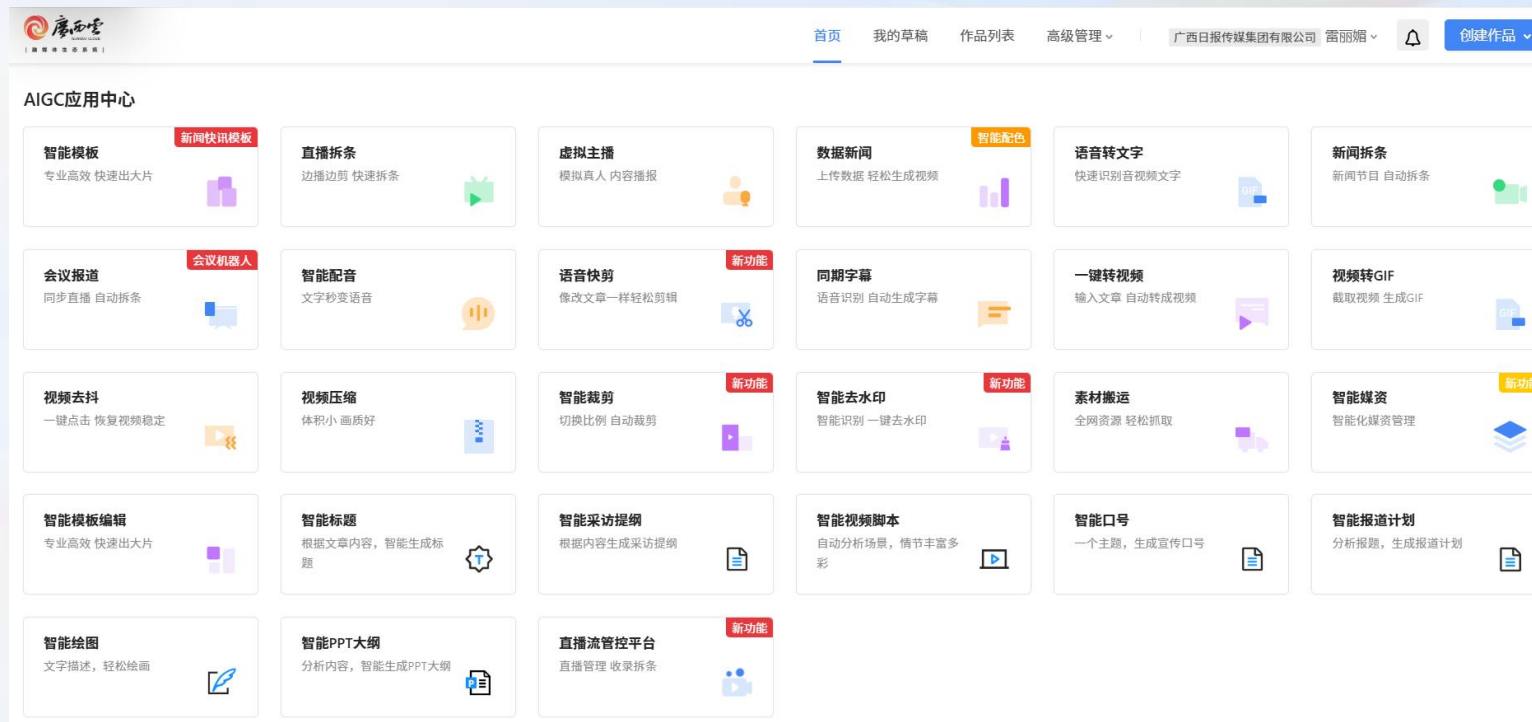 廣西雲
| 融媒体生态系统 |
首页 我的草稿 作品列表 高级管理 广西日报传媒集团有限公司 雷丽媚 创建作品
AIGC应用中心
新闻快讯模板
智能模板
专业高效 快速出大片
直播拆条
边播边剪 快速拆条
虚拟主播
模拟真人 内容播报
智能配色
数据新闻
上传数据 轻松生成视频
语音转文字
快速识别音视频文字
GIF
新闻拆条
新闻节目 自动拆条
会议机器人
会议报道
同步直播 自动拆条
智能配音
文字秒变语音
新功能
语音快剪
像改文章一样轻松剪辑
同期字幕
语音识别 自动生成字幕
一键转视频
输入文章 自动转成视频
视频转GIF
截取视频 生成GIF
GIF
视频去抖
一键点击 恢复视频稳定
视频压缩
体积小 画质好
新功能
智能裁剪
切换比例 自动裁剪
新功能
智能去水印
智能识别 一键去水印
素材搬运
全网资源 轻松抓取
新功
智能媒资
智能化媒资管理
智能模板编辑
专业高效 快速出大片
智能标题
根据文章内容，智能生成标
题
T
智能采访提纲
根据内容生成采访提纲
智能视频脚本
自动分析场景，情节丰富多
彩
智能口号
一个主题，生成宣传口号
智能报道计划
分析报题，生成报道计划
智能绘图
文字描述，轻松绘画
智能PPT大纲
分析内容，智能生成PPT大纲
P
新功能
直播流管控平台
直播管理 收录拆条